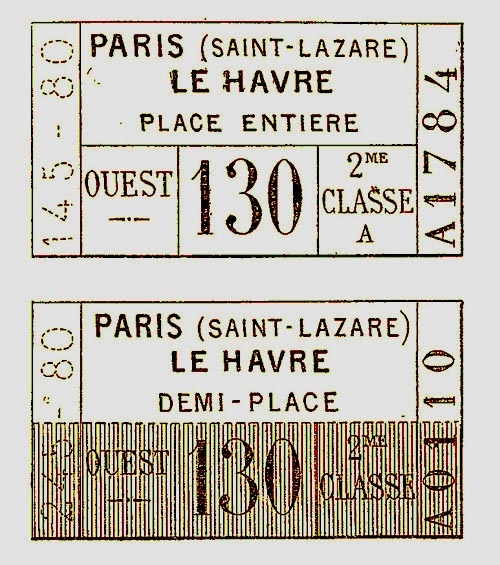 145 - 80
PARIS (SAINT-LAZARE)
LE HAVRE
PLACE ENTIERE
OUEST
130
2ME
CLASSE
A
A1784
245 - 80
PARIS (SAINT-LAZARE)
LE HAVRE
DEMI-PLACE
OUEST
130
2ME
CLASSE
A0110